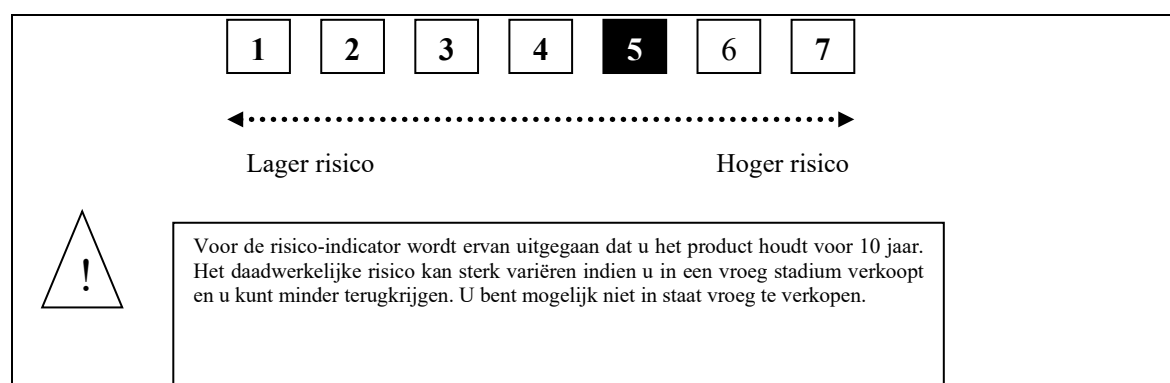 1 2 3 4 5 6 7
Lager risico Hoger risico
!
Voor de risico-indicator wordt ervan uitgegaan dat u het product houdt voor 10 jaar.
Het daadwerkelijke risico kan sterk variëren indien u in een vroeg stadium verkoopt
en u kunt minder terugkrijgen. U bent mogelijk niet in staat vroeg te verkopen.